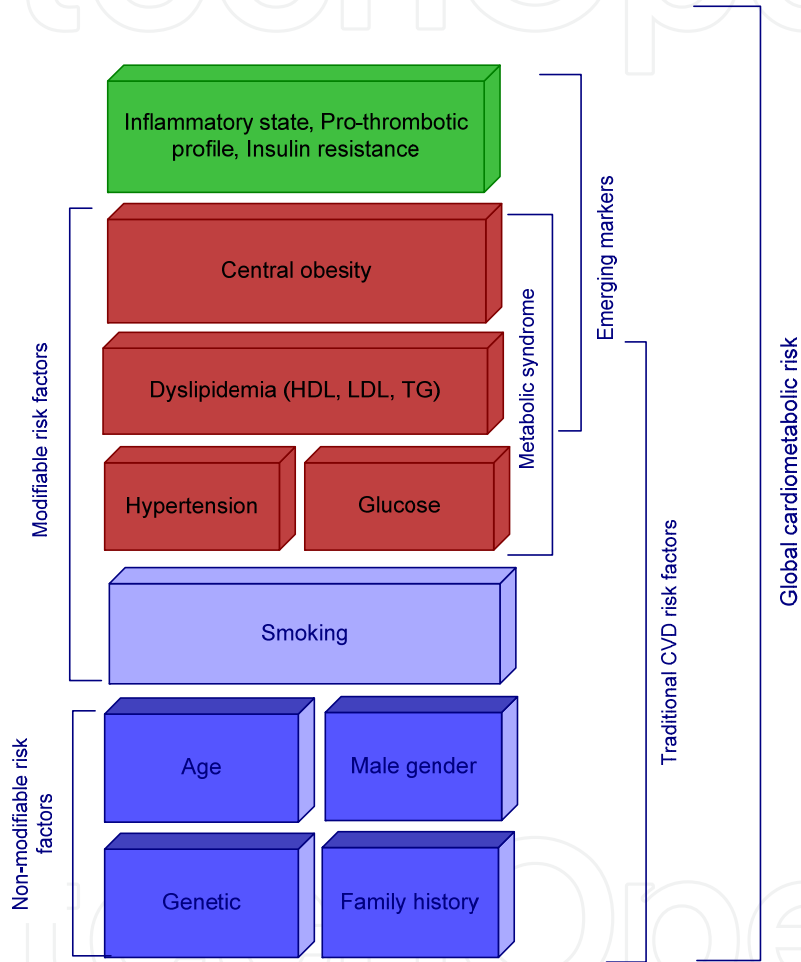 Inflammatory state, Pro-thrombotic
profile, Insulin resistance
Central obesity
Dyslipidemia (HDL, LDL, TG)
Hypertension
Glucose
Smoking
Age
Male gender
Genetic
Family history
Modifiable risk factors
Non-modifiable risk
factors
Metabolic syndrome
Emerging markers
Traditional CVD risk factors
Global cardiometabolic risk